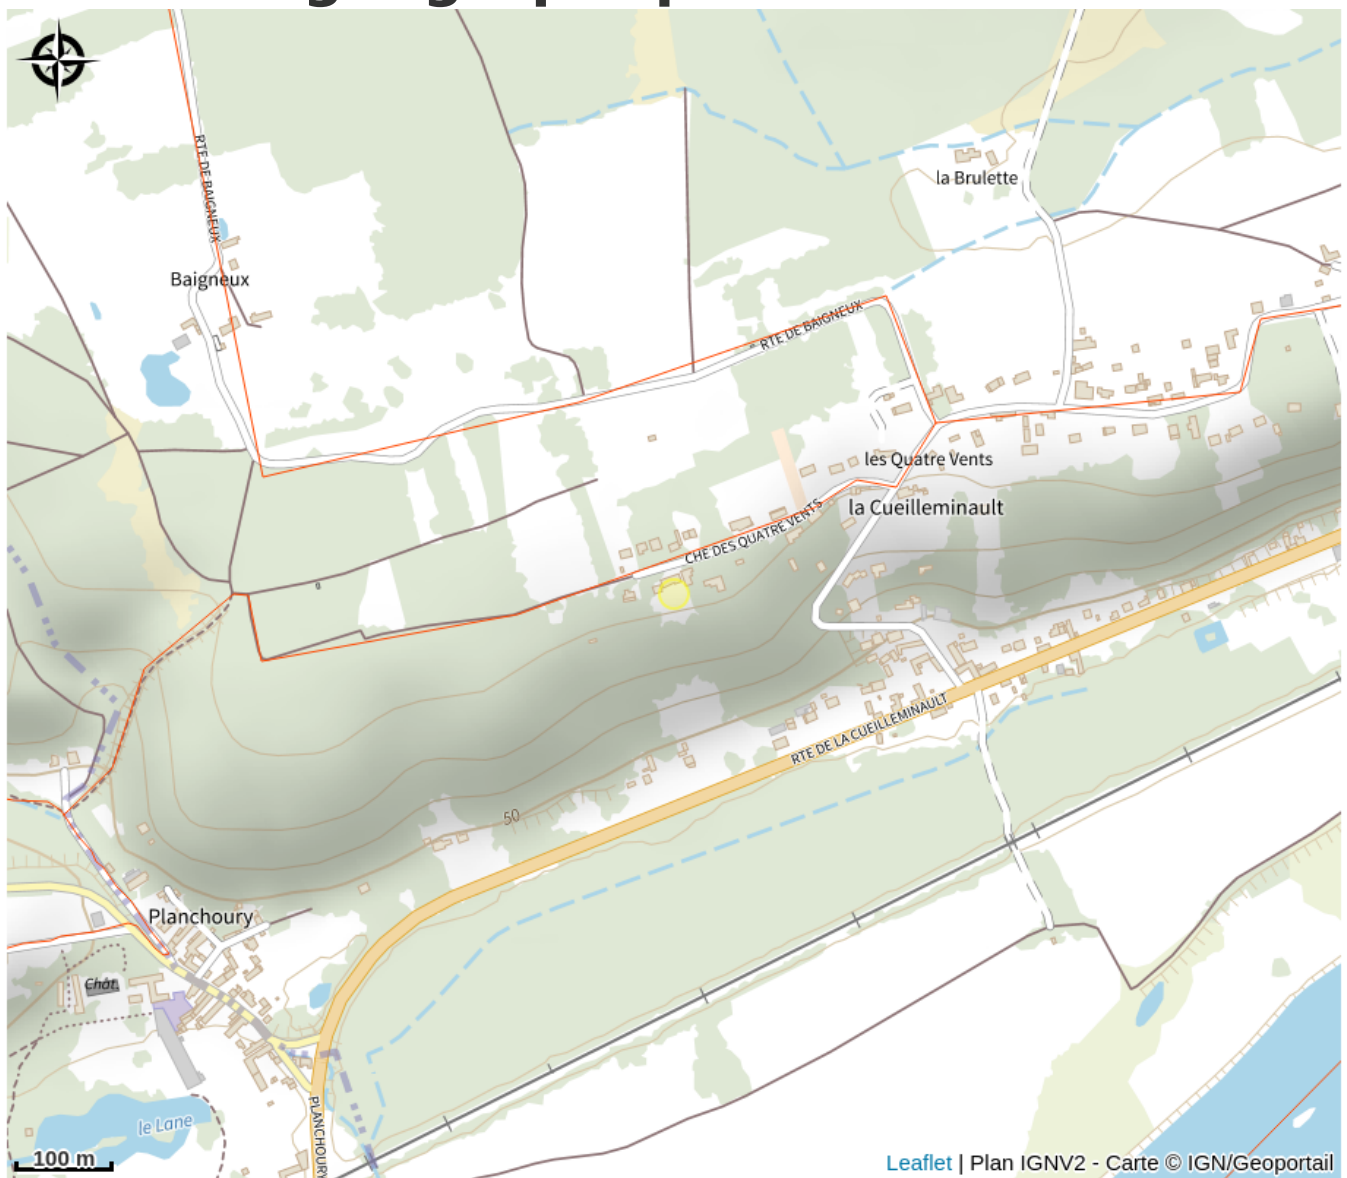 RTE DE BAIGNEUX
la Brulette
Baigneux
RTE DE BAIGNEUX
les Quatre Vents
la Cueilleminault
CHE DES QUATRE VENTS
RTE DE LA CUEILLEMINAULT
50
Planchoury
Chât.
le Lane
PLANCHOURY
100 m
Leaflet | Plan IGNV2 - Carte © IGN/Geoportail